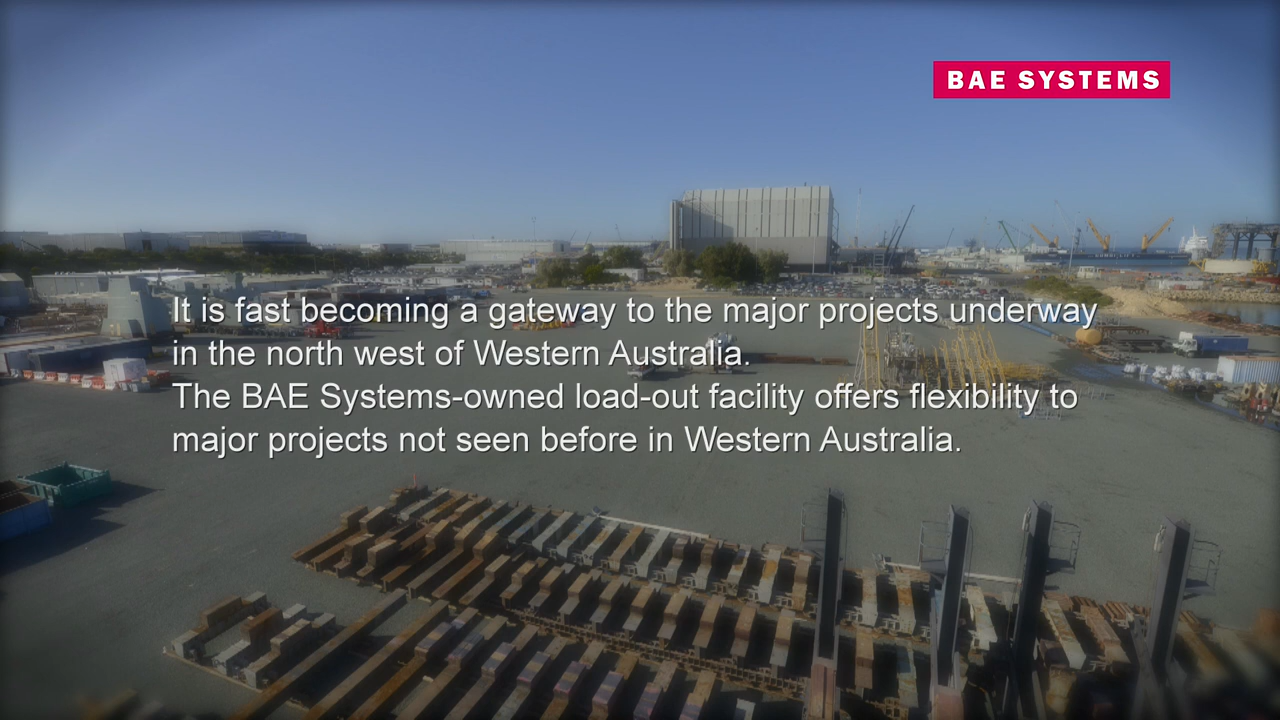 BAE SYSTEMS
It is fast becoming a gateway to the major projects underway
in the north west of Western Australia.
The BAE Systems-owned load-out facility offers flexibility to
major projects not seen before in Western Australia.